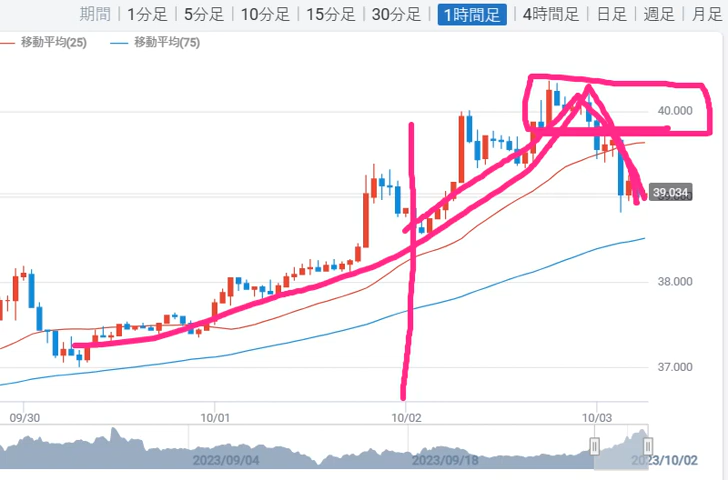 期間 | 1分足 | 5分足 | 10分足 | 15分足 | 30分足 | 1時間足 | 4時間足 | 日足 | 週足 | 月足
移動平均(25) 移動平均(75)
40.000
39.034
38.000
37.000
09/30 10/01 10/02 10/03
2023/09/04 2023/09/18 2023/10/02